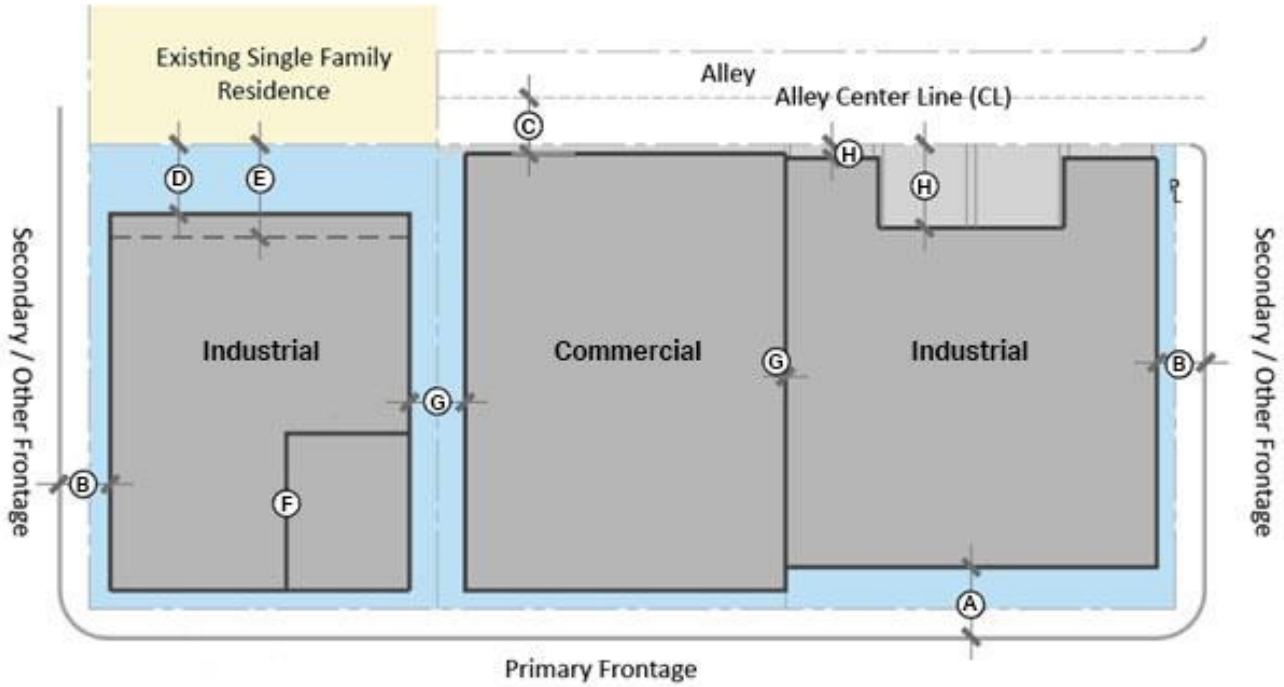 Existing Single Family
Residence
Alley
Alley Center Line (CL)
C
H
D
E
H
PL
Secondary / Other Frontage
Secondary / Other Frontage
Industrial
Commercial
Industrial
G
B
G
B
F
A
Primary Frontage